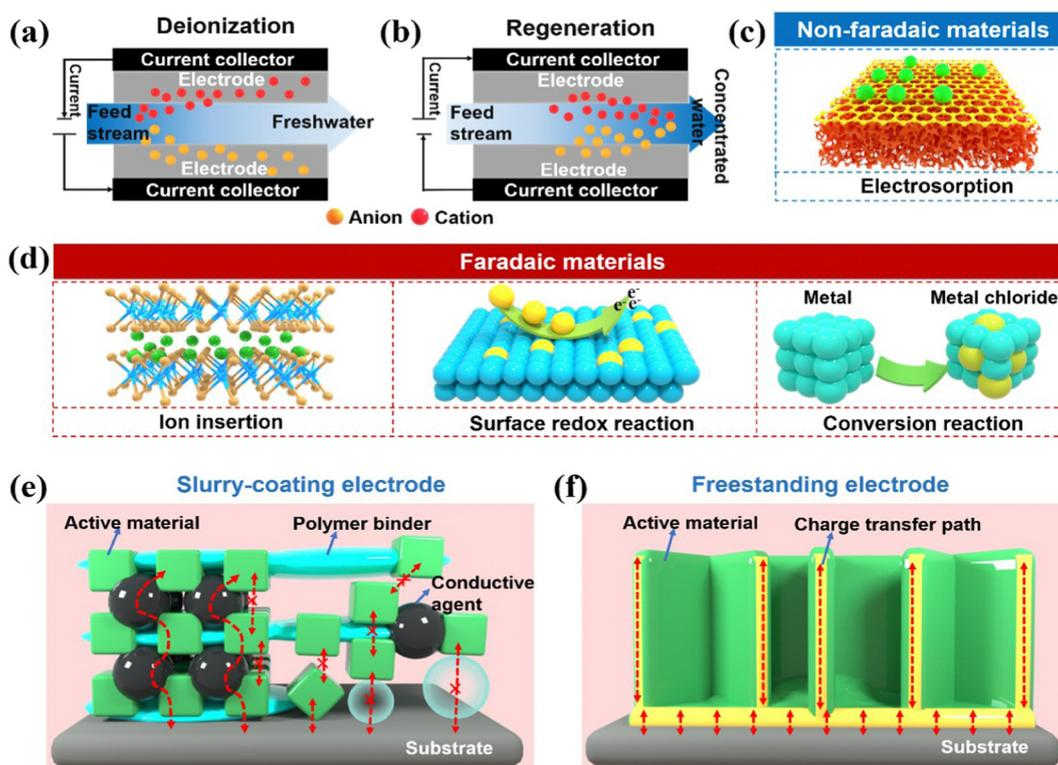 (a)
Deionization
Current collector
Electrode
Current
Feed
stream
Freshwater
Electrode
Current collector
(b)
Regeneration
Current collector
Electrode
Current
Feed
stream
Concentrated
water
Electrode
Current collector
Anion
Cation
(c)
Non-faradaic materials
Electrosorption
(d)
Faradaic materials
Ion insertion
e-
e-
e-
Surface redox reaction
Metal
Metal chloride
Conversion reaction
(e)
Slurry-coating electrode
Active material
Polymer binder
Conductive
agent
Substrate
(f)
Freestanding electrode
Active material
Charge transfer path
Substrate